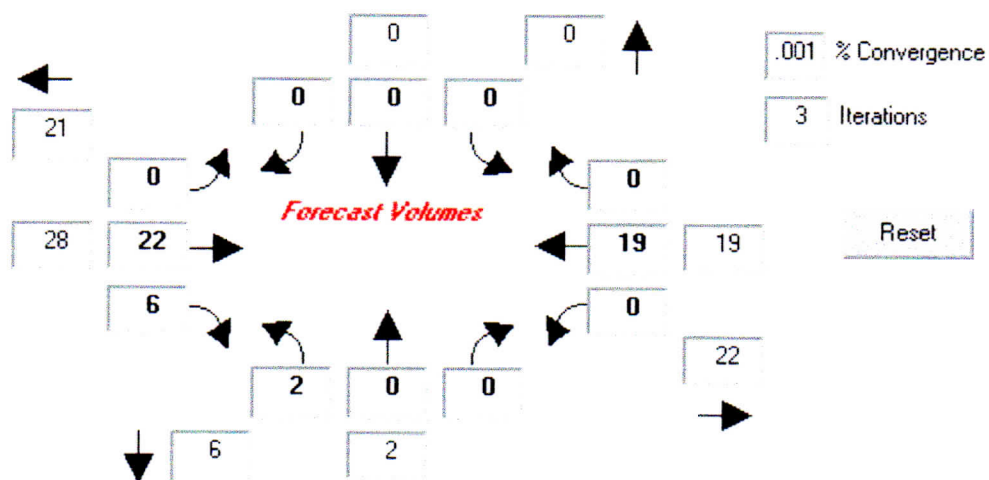 0 0 .001 % Convergence
0 0 0
21 3 Iterations
0 0
Forecast Volumes
28 22 19 19 Reset
6 0
22
2 0 0
6 2